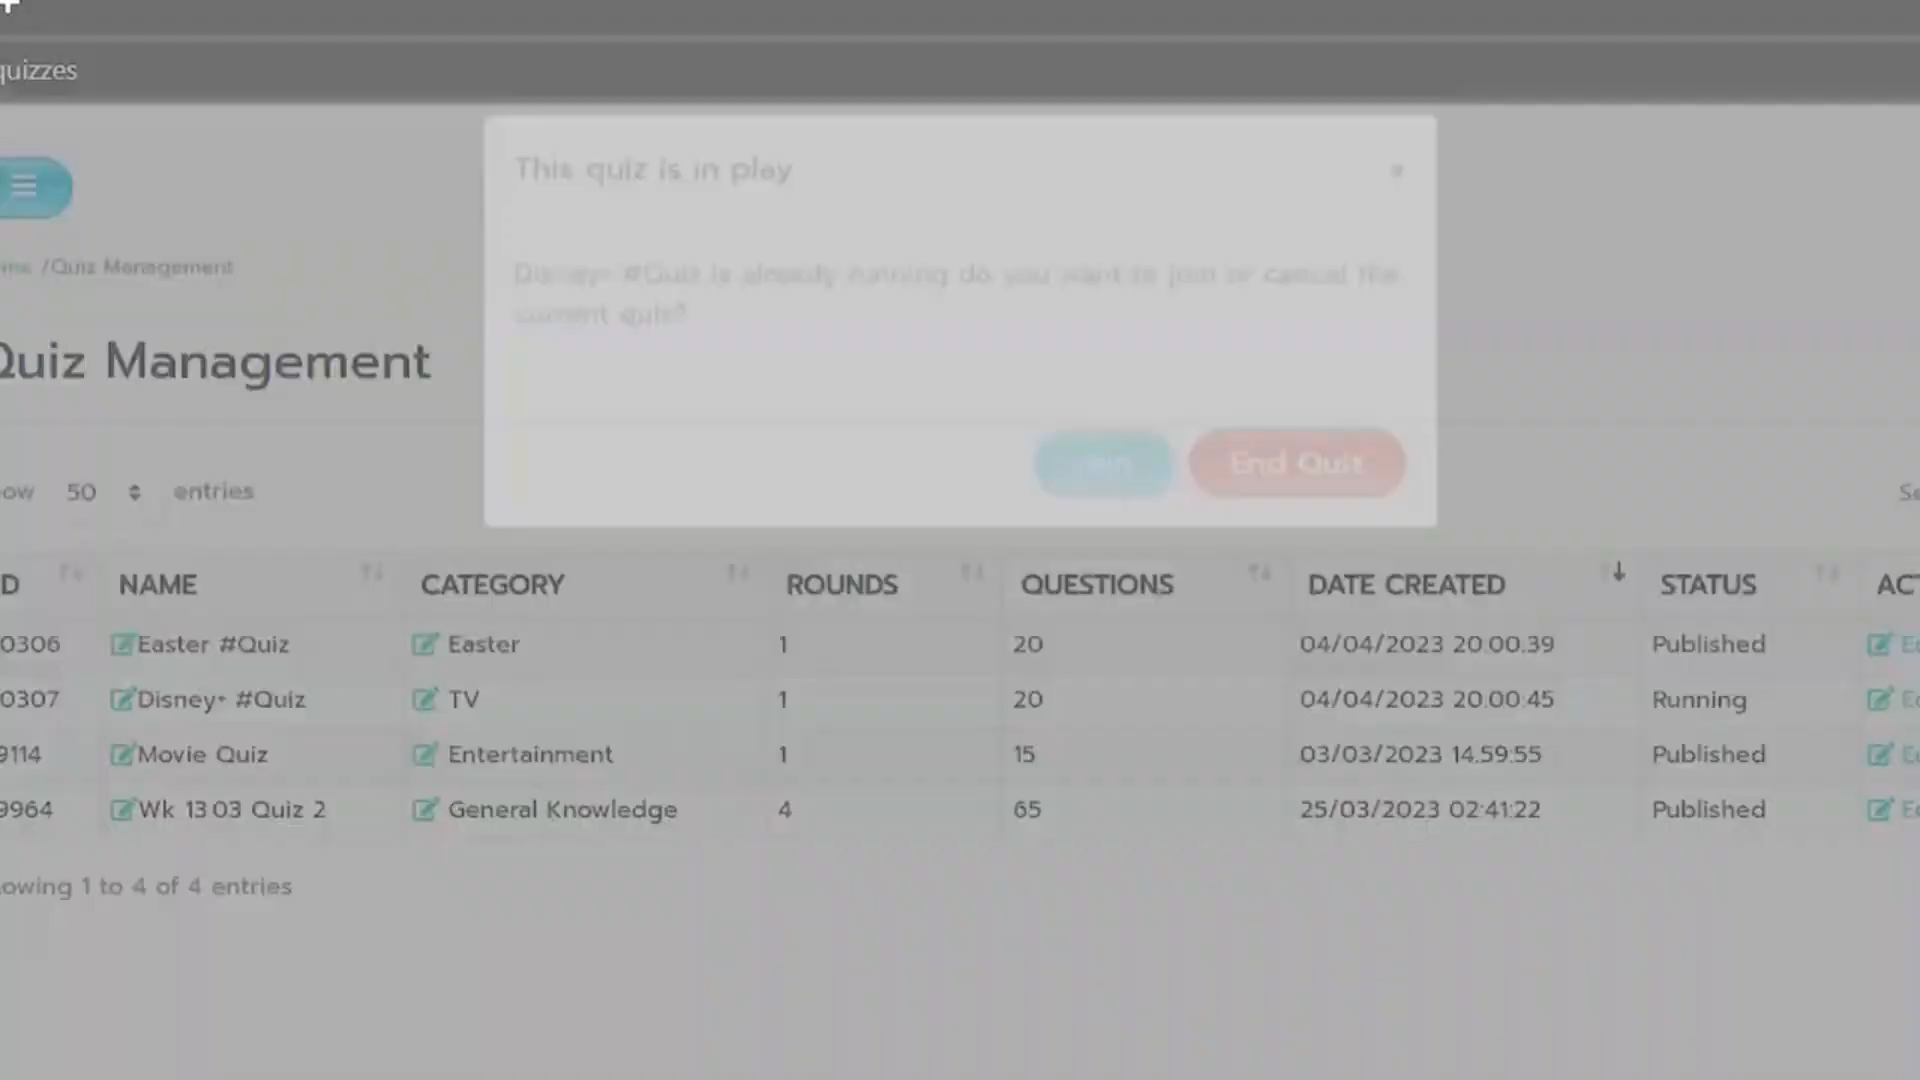 quizzes
This quiz is in play
/Quiz Management
Disney+ #Quiz is already running do you want to join or cancel the
current quiz?
Quiz Management
Join End Quiz
50 entries
NAME CATEGORY ROUNDS QUESTIONS DATE CREATED STATUS
0306 Easter #Quiz Easter 1 20 04/04/2023 20:00:39 Published
0307 Disney+ #Quiz TV 1 20 04/04/2023 20:00:45 Running
9114 Movie Quiz Entertainment 1 15 03/03/2023 14:59:55 Published
9964 Wk 13 03 Quiz 2 General Knowledge 4 65 25/03/2023 02:41:22 Published
owing 1 to 4 of 4 entries